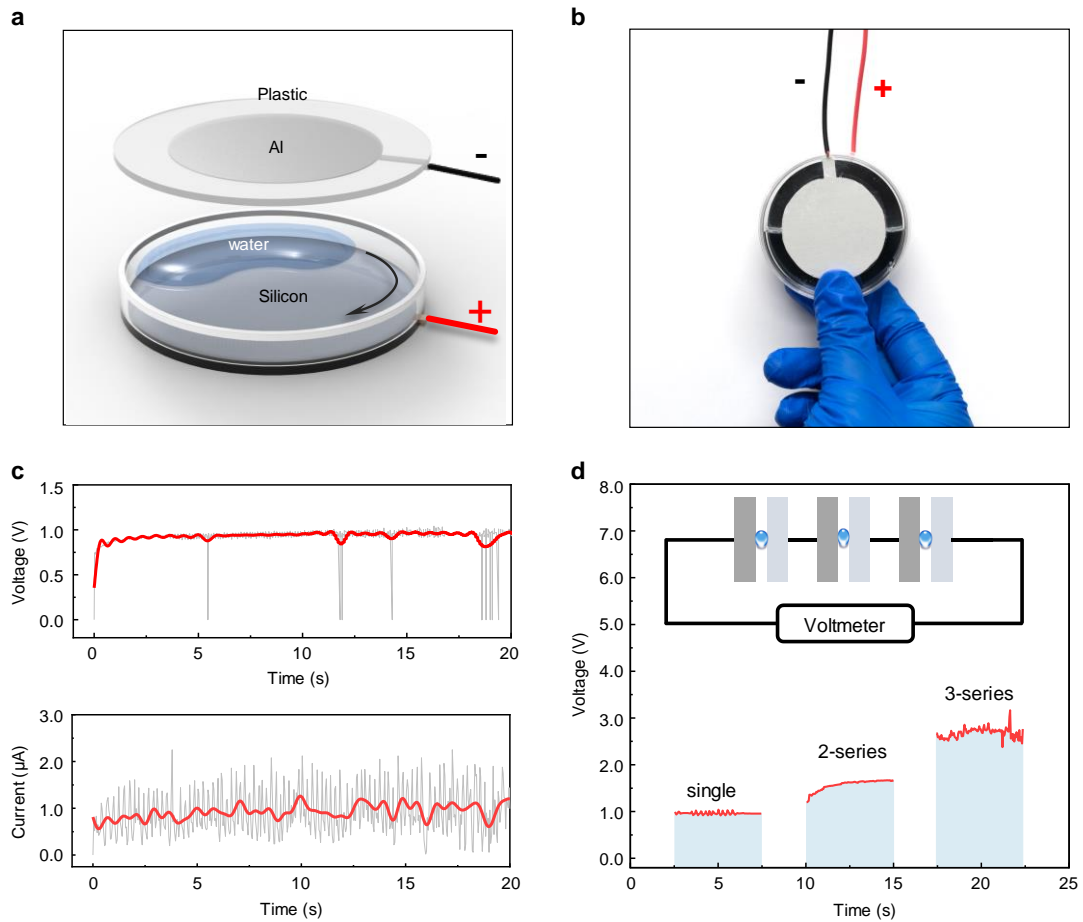 a
Plastic
Al
-
water
Silicon
+
b
-
+
c
1.5
1.0
0.5
0.0
Voltage (V)
0 5 10 15 20
Time (s)
3.0
2.0
1.0
0.0
Current (µA)
0 5 10 15 20
Time (s)
d
8.0
7.0
6.0
5.0
4.0
3.0
2.0
1.0
0.0
Voltage (V)
Voltmeter
3-series
2-series
single
0 5 10 15 20 25
Time (s)